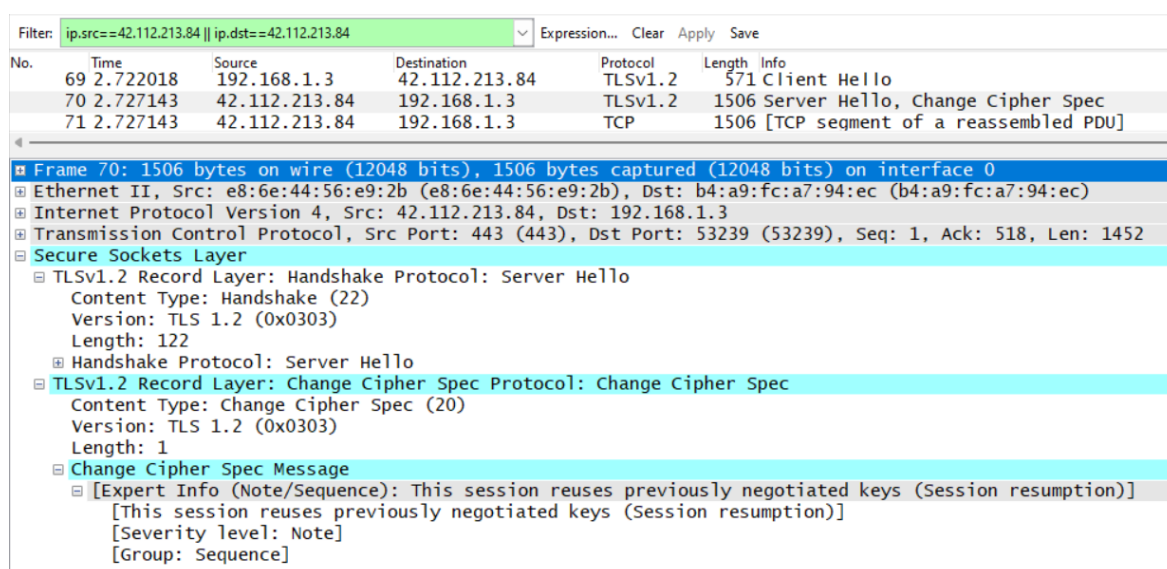 Filter: ip.src==42.112.213.84 || ip.dst==42.112.213.84 Expression... Clear Apply Save
No. Time Source Destination Protocol Length Info
69 2.722018 192.168.1.3 42.112.213.84 TLSv1.2 571 Client Hello
70 2.727143 42.112.213.84 192.168.1.3 TLSv1.2 1506 Server Hello, Change Cipher Spec
71 2.727143 42.112.213.84 192.168.1.3 TCP 1506 [TCP segment of a reassembled PDU]
Frame 70: 1506 bytes on wire (12048 bits), 1506 bytes captured (12048 bits) on interface 0
Ethernet II, Src: e8:6e:44:56:e9:2b (e8:6e:44:56:e9:2b), Dst: b4:a9:fc:a7:94:ec (b4:a9:fc:a7:94:ec)
Internet Protocol Version 4, Src: 42.112.213.84, Dst: 192.168.1.3
Transmission Control Protocol, Src Port: 443 (443), Dst Port: 53239 (53239), Seq: 1, Ack: 518, Len: 1452
Secure Sockets Layer
TLSv1.2 Record Layer: Handshake Protocol: Server Hello
Content Type: Handshake (22)
Version: TLS 1.2 (0x0303)
Length: 122
Handshake Protocol: Server Hello
TLSv1.2 Record Layer: Change Cipher Spec Protocol: Change Cipher Spec
Content Type: Change Cipher Spec (20)
Version: TLS 1.2 (0x0303)
Length: 1
Change Cipher Spec Message
[Expert Info (Note/Sequence): This session reuses previously negotiated keys (Session resumption)]
[This session reuses previously negotiated keys (Session resumption)]
[Severity level: Note]
[Group: Sequence]